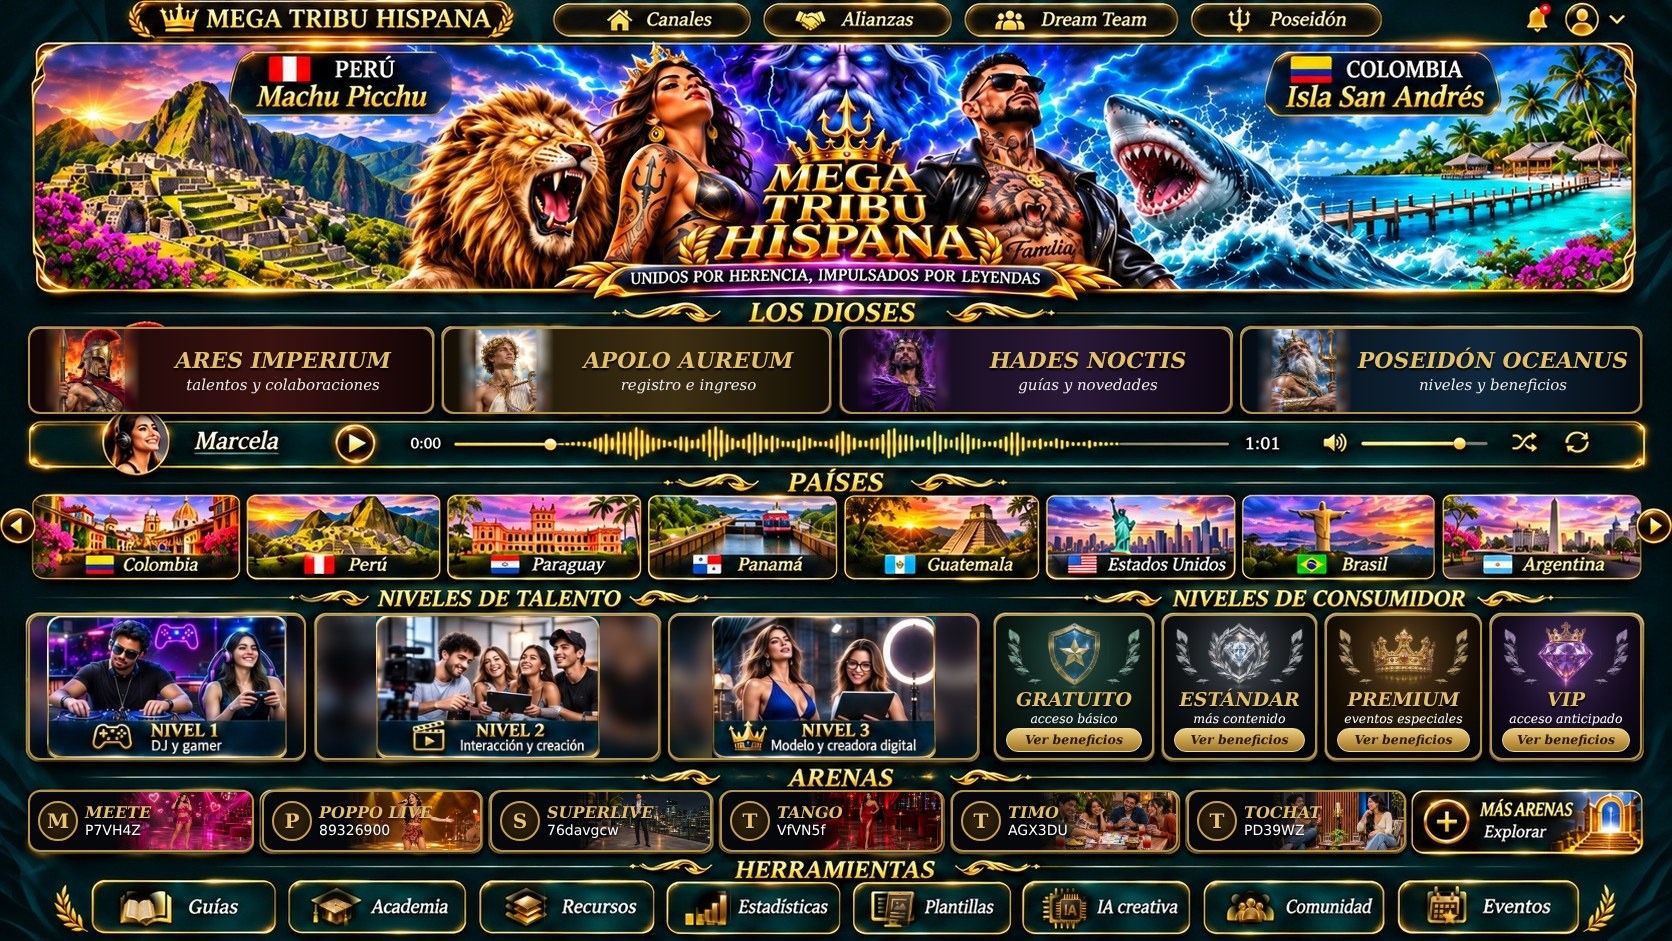 MEGA TRIBU HISPANA
Canales
Alianzas
Dream Team
Poseidón
PERÚ
Machu Picchu
COLOMBIA
Isla San Andrés
MEGA
TRIBU
HISPANA
Familia
UNIDOS POR HERENCIA, IMPULSADOS POR LEYENDAS
LOS DIOSES
ARES IMPERIUM
talentos y colaboraciones
APOLO AUREUM
registro e ingreso
HADES NOCTIS
guías y novedades
POSEIDÓN OCEANUS
niveles y beneficios
Marcela
0:00
1:01
PAÍSES
Colombia
Perú
Paraguay
Panamá
Guatemala
Estados Unidos
Brasil
Argentina
NIVELES DE TALENTO
NIVELES DE CONSUMIDOR
NIVEL 1
DJ y gamer
NIVEL 2
Interacción y creación
NIVEL 3
Modelo y creadora digital
GRATUITO
acceso básico
Ver beneficios
ESTÁNDAR
más contenido
Ver beneficios
PREMIUM
eventos especiales
Ver beneficios
VIP
acceso anticipado
Ver beneficios
ARENAS
M
MEETE
P7VH4Z
P
POPPO LIVE
89326900
S
SUPERLIVE
76davgcw
T
TANGO
VfVN5f
T
TIMO
AGX3DU
T
TOCHAT
PD39WZ
MÁS ARENAS
Explorar
HERRAMIENTAS
Guías
Academia
Recursos
Estadísticas
Plantillas
IA
IA creativa
Comunidad
Eventos